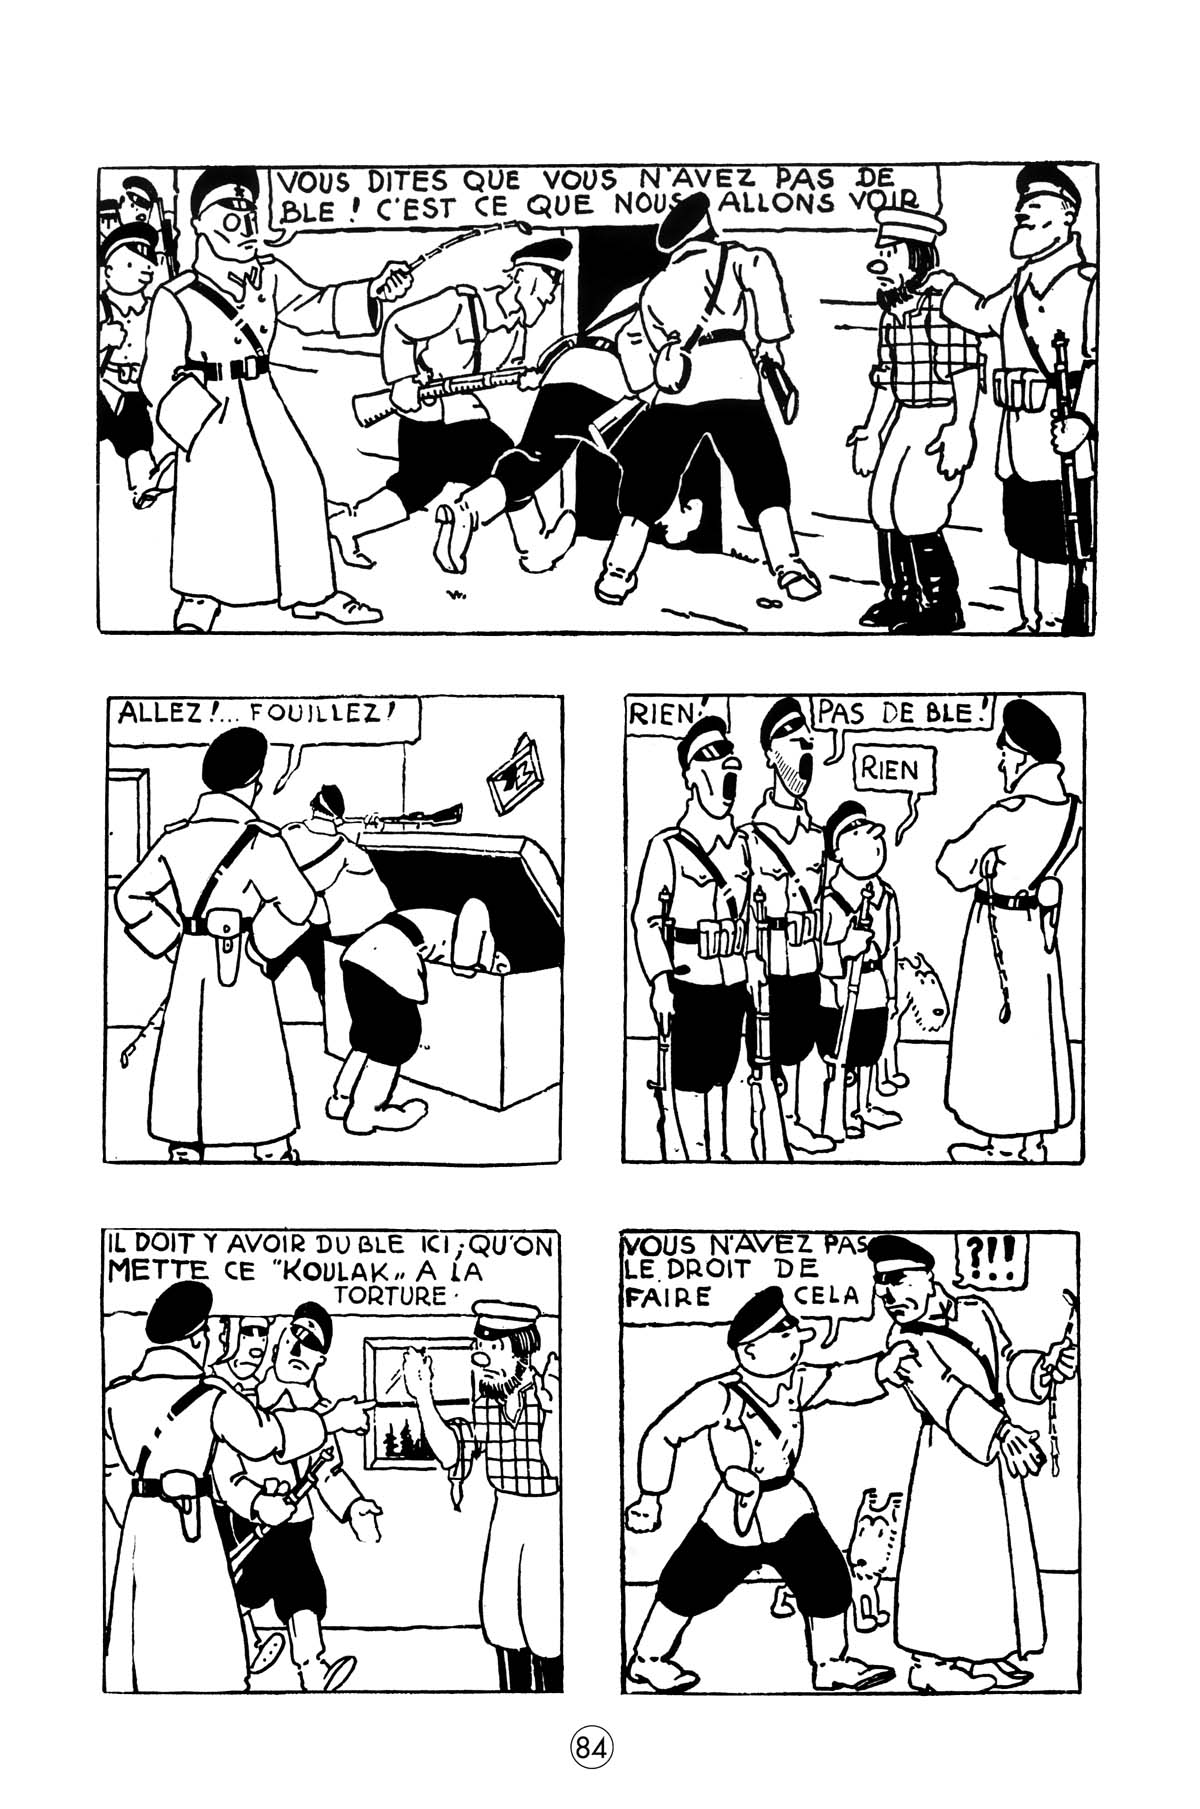 VOUS DITES QUE VOUS N'AVEZ PAS DE
BLE! C'EST CE QUE NOUS ALLONS VOIR
ALLEZ!... FOUILLEZ!
RIEN!
PAS DE BLE!
RIEN
IL DOIT Y AVOIR DU BLE ICI; QU'ON
METTE CE "KOULAK„ A LA
TORTURE.
VOUS N'AVEZ PAS
LE DROIT DE
FAIRE CELA
?!!
84